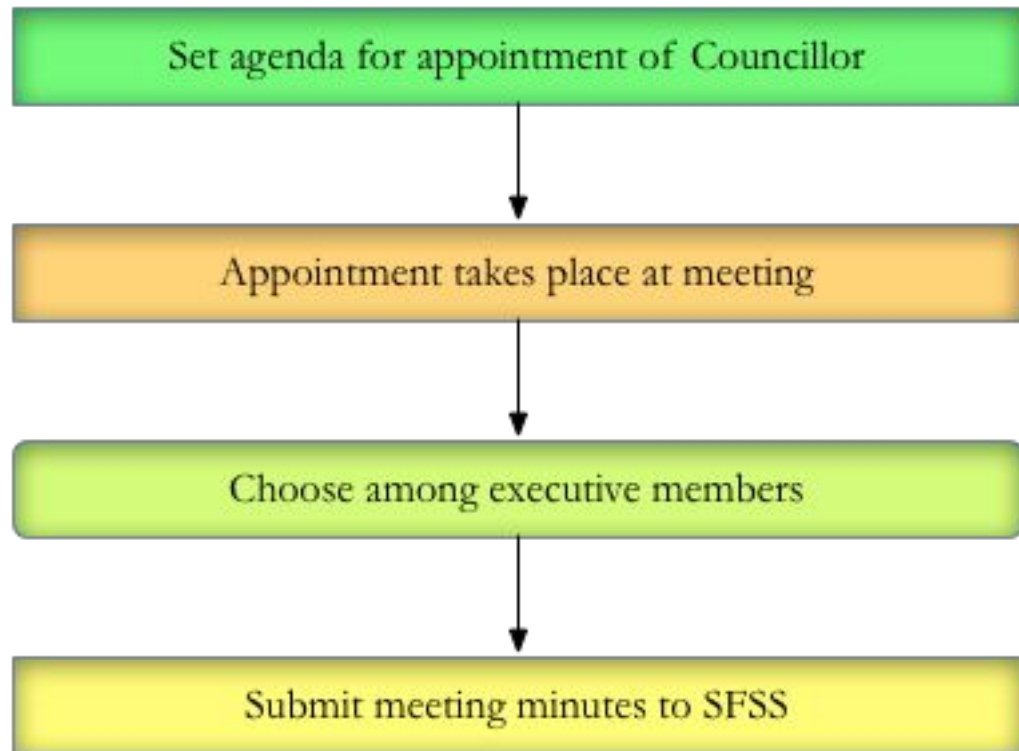 Set agenda for appointment of Councillor
Appointment takes place at meeting
Choose among executive members
Submit meeting minutes to SFSS